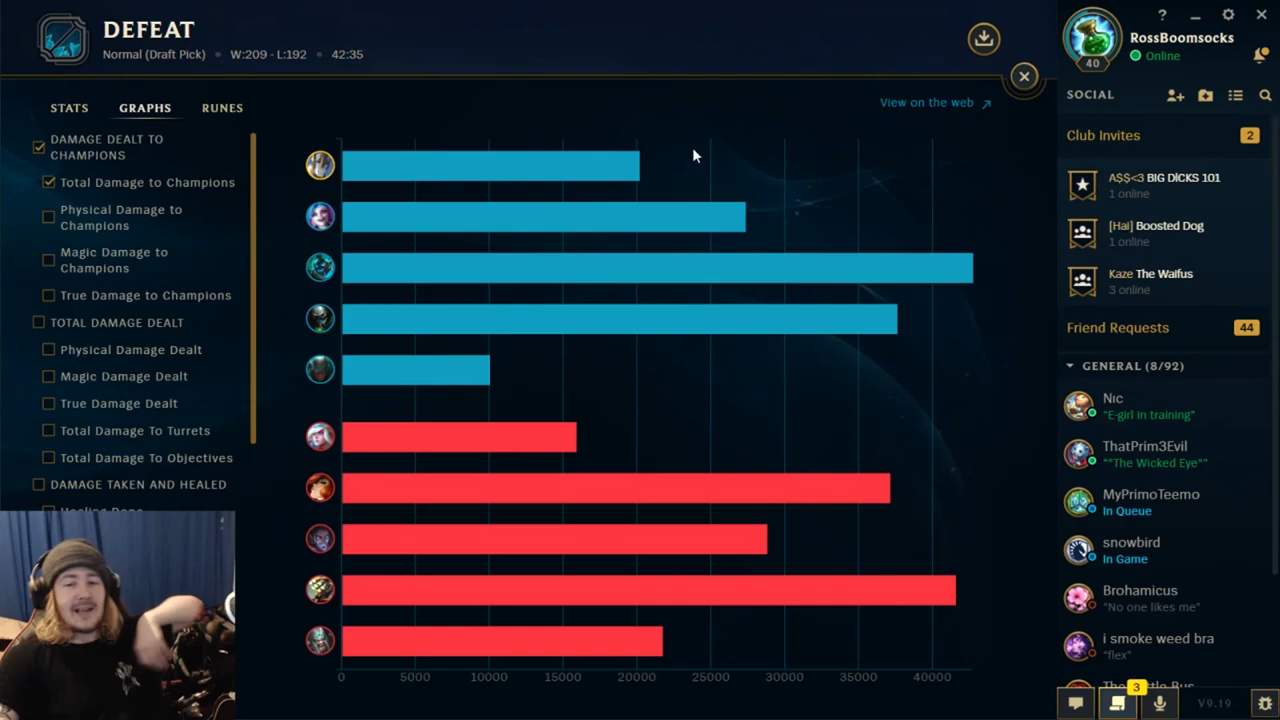 DEFEAT
Normal (Draft Pick) • W:209 - L:192 • 42:35
?
RossBoomsocks
Online
40
STATS
GRAPHS
RUNES
View on the web
SOCIAL
DAMAGE DEALT TO
CHAMPIONS
Total Damage to Champions
Physical Damage to
Champions
Magic Damage to
Champions
True Damage to Champions
TOTAL DAMAGE DEALT
Physical Damage Dealt
Magic Damage Dealt
True Damage Dealt
Total Damage To Turrets
Total Damage To Objectives
DAMAGE TAKEN AND HEALED
Healing Done
0 5000 10000 15000 20000 25000 30000 35000 40000
Club Invites 2
A$$<3 BIG DICKS 101
1 online
[Hai] Boosted Dog
1 online
Kaze The Waifus
3 online
Friend Requests 44
GENERAL (8/92)
Nic
"E-girl in training"
ThatPrim3Evil
""The Wicked Eye""
MyPrimoTeemo
In Queue
snowbird
In Game
Brohamicus
"No one likes me"
i smoke weed bra
"flex"
3
V9.19